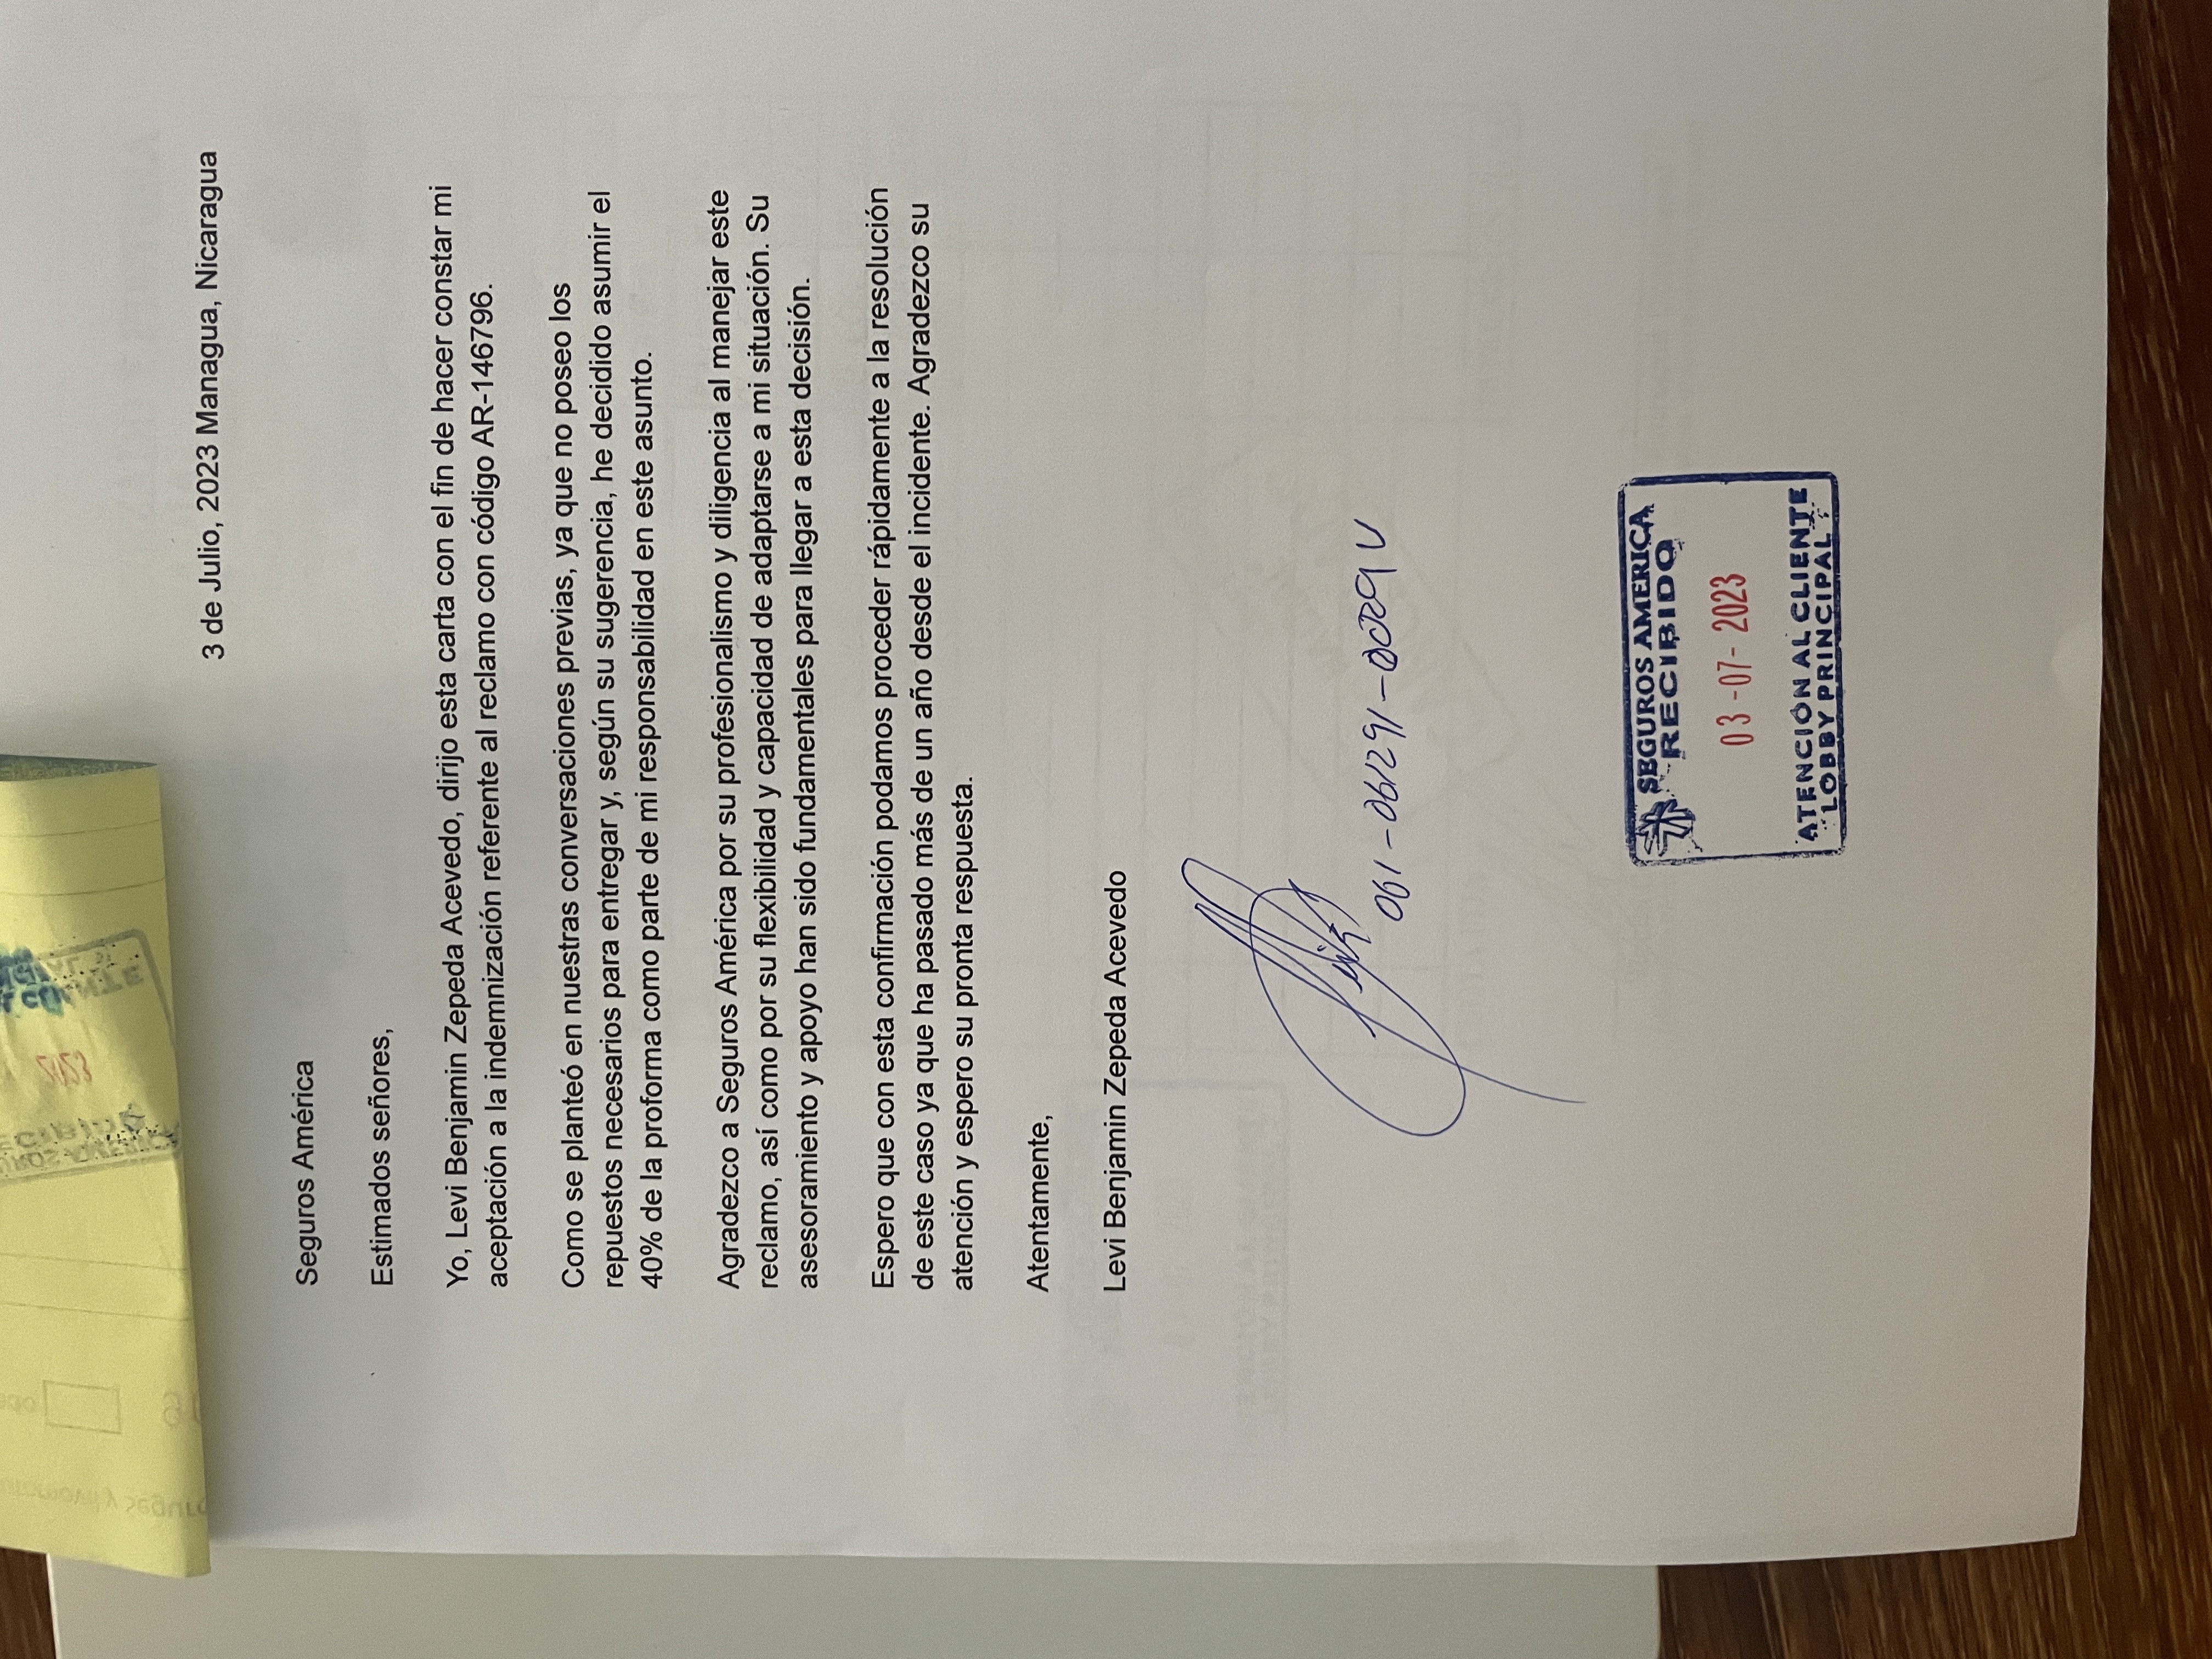 3 de Julio, 2023 Managua, Nicaragua
Seguros América
Estimados señores,
Yo, Levi Benjamin Zepeda Acevedo, dirijo esta carta con el fin de hacer constar mi
aceptación a la indemnización referente al reclamo con código AR-146796.
Como se planteó en nuestras conversaciones previas, ya que no poseo los
repuestos necesarios para entregar y, según su sugerencia, he decidido asumir el
40% de la proforma como parte de mi responsabilidad en este asunto.
Agradezco a Seguros América por su profesionalismo y diligencia al manejar este
reclamo, así como por su flexibilidad y capacidad de adaptarse a mi situación. Su
asesoramiento y apoyo han sido fundamentales para llegar a esta decisión.
Espero que con esta confirmación podamos proceder rápidamente a la resolución
de este caso ya que ha pasado más de un año desde el incidente. Agradezco su
atención y espero su pronta respuesta.
Atentamente,
Levi Benjamin Zepeda Acevedo
061-061291-0029V
SEGUROS AMERICA
RECIBIDO
03-07-2023
ATENCIÓN AL CLIENTE
LOBBY PRINCIPAL